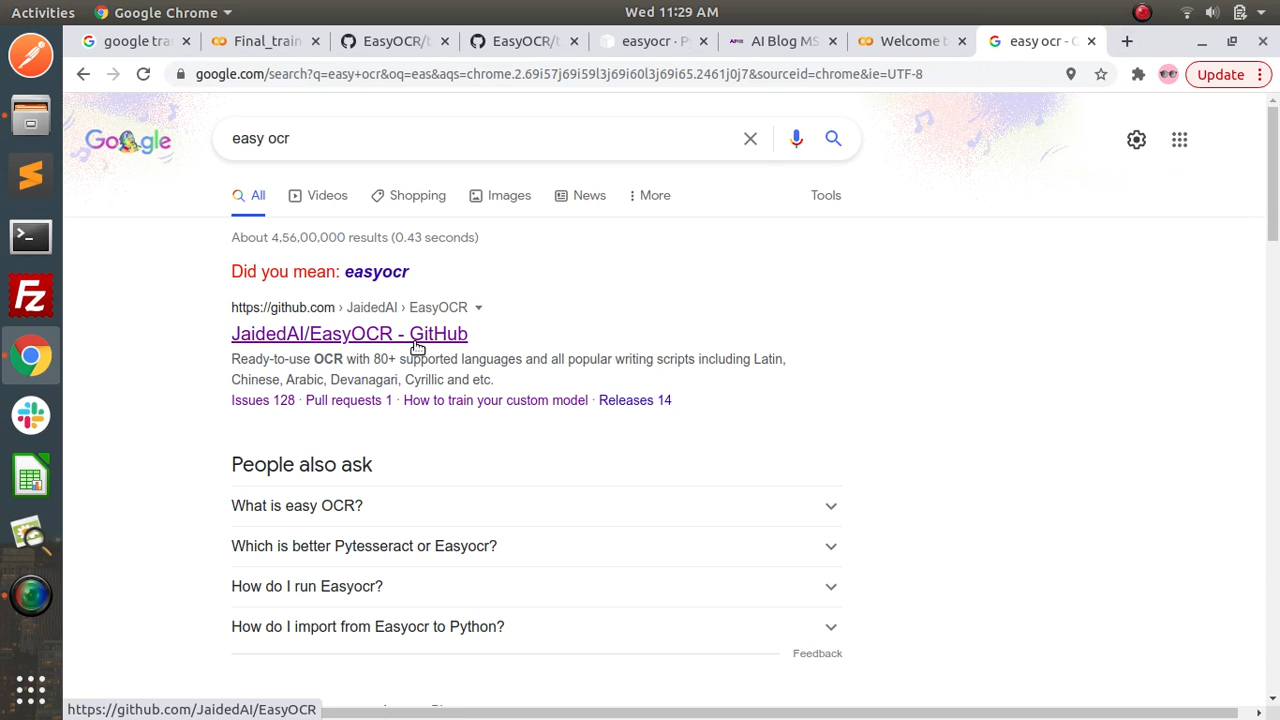 Activities
Google Chrome
Wed 11:29 AM
google tra
Final_train
EasyOCR/t
EasyOCR/t
easyocr · P
AI Blog MS
Welcome t
easy ocr - G
google.com/search?q=easy+ocr&oq=eas&aqs=chrome.2.69i57j69i59l3j69i60l3j69i65.2461j0j7&sourceid=chrome&ie=UTF-8
Update
Google
easy ocr
All
Videos
Shopping
Images
News
More
Tools
About 4,56,00,000 results (0.43 seconds)
Did you mean: easyocr
https://github.com › JaidedAI › EasyOCR
JaidedAI/EasyOCR - GitHub
Ready-to-use OCR with 80+ supported languages and all popular writing scripts including Latin,
Chinese, Arabic, Devanagari, Cyrillic and etc.
Issues 128 · Pull requests 1 · How to train your custom model · Releases 14
People also ask
What is easy OCR?
Which is better Pytesseract or Easyocr?
How do I run Easyocr?
How do I import from Easyocr to Python?
Feedback
https://github.com/JaidedAI/EasyOCR